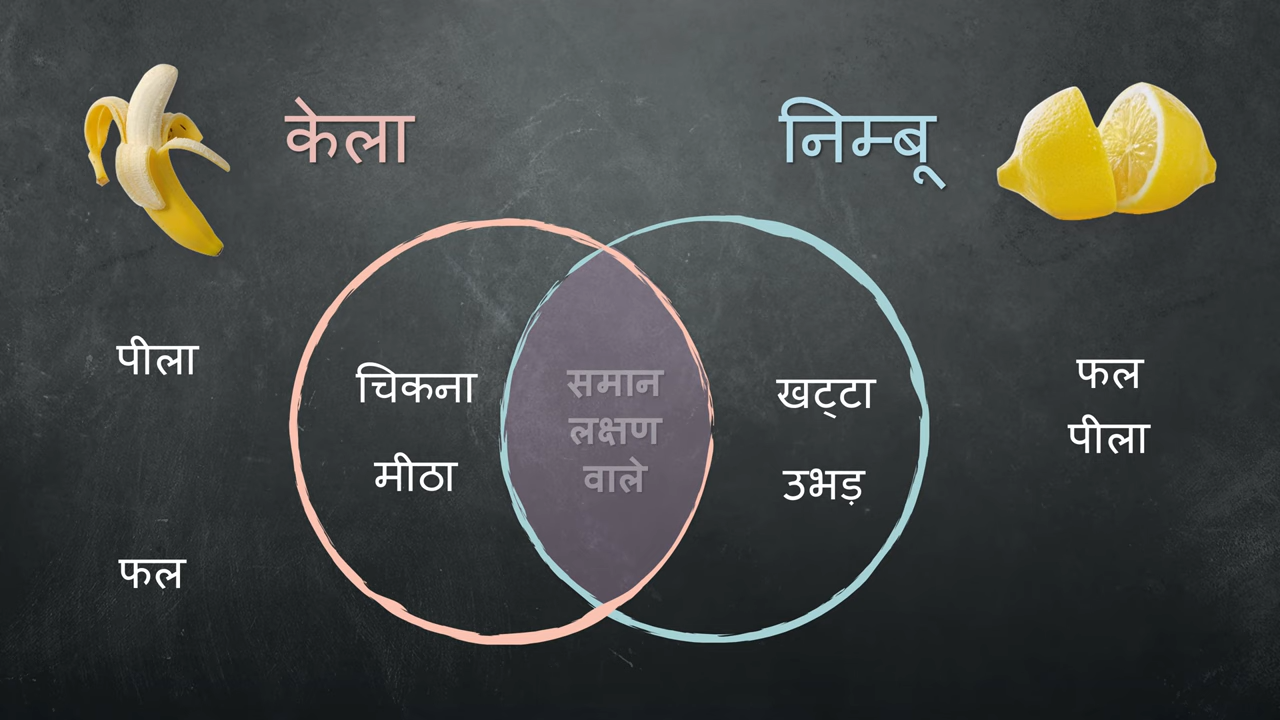 केला
निम्बू
पीला
फल
चिकना
मीठा
समान
लक्षण
वाले
खट्टा
उभड़
फल
पीला